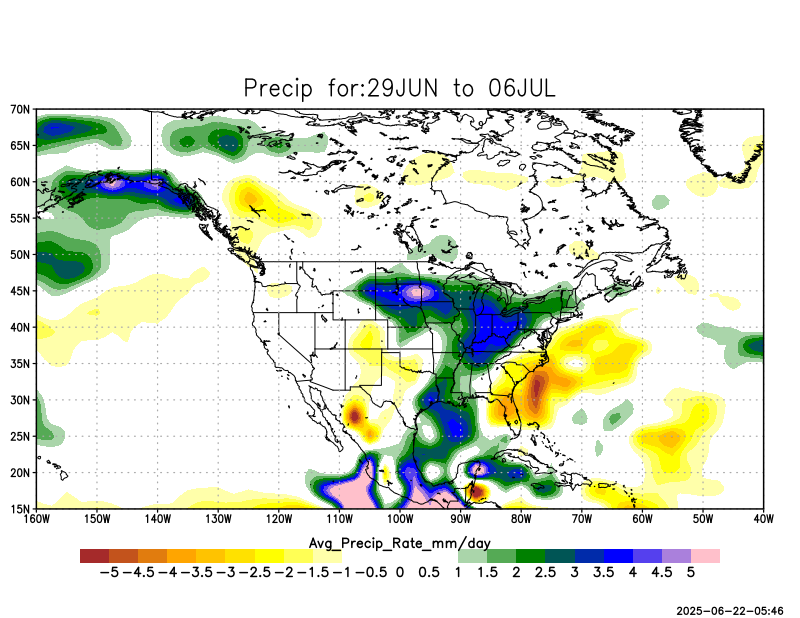 Precip for:29JUN to 06JUL
70N
65N
60N
55N
50N
45N
40N
35N
30N
25N
20N
15N
160W 150W 140W 130W 120W 110W 100W 90W 80W 70W 60W 50W 40W
Avg_Precip_Rate_mm/day
-5 -4.5 -4 -3.5 -3 -2.5 -2 -1.5 -1 -0.5 0 0.5 1 1.5 2 2.5 3 3.5 4 4.5 5
2025-06-22-05:46